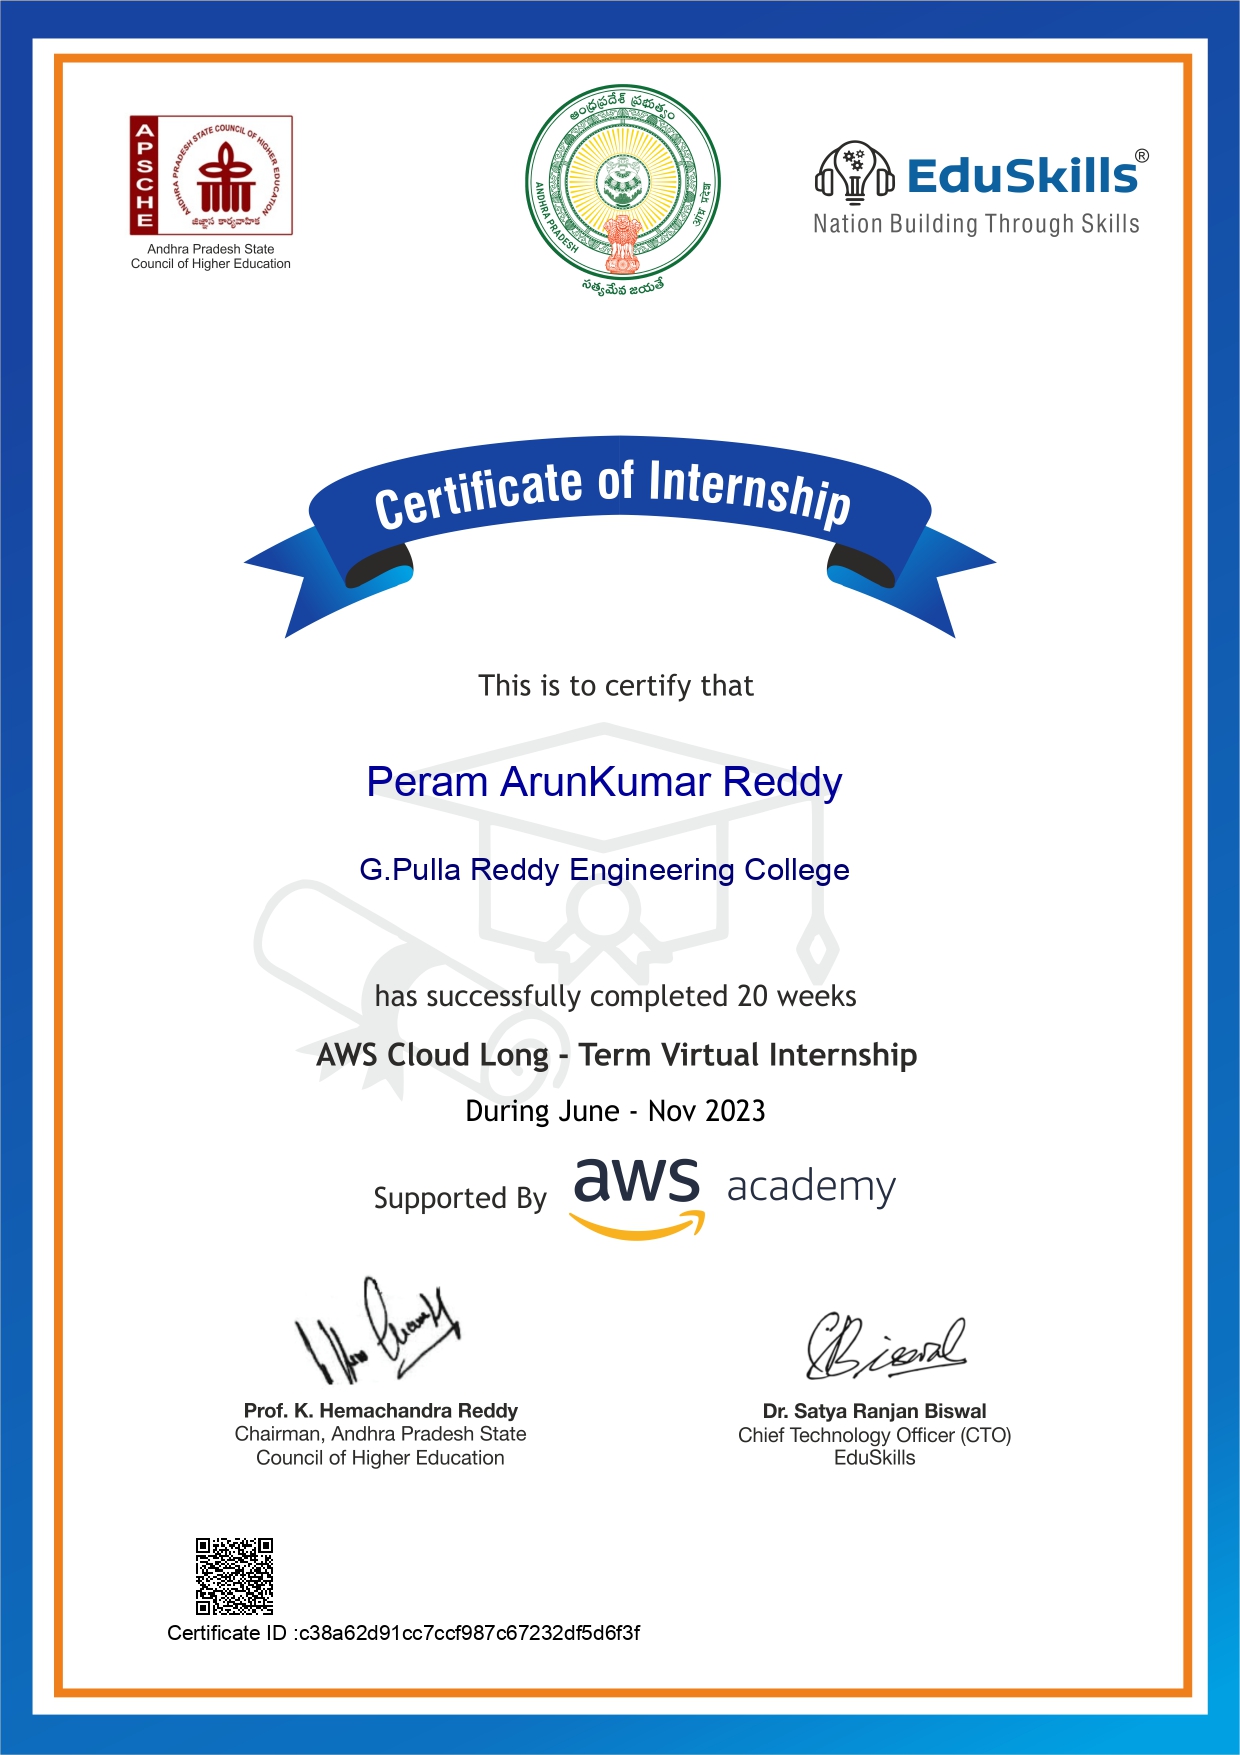 APSCHE
ANDHRA PRADESH STATE COUNCIL OF HIGHER EDUCATION
జిజ్ఞాస కార్యవాహిక
Andhra Pradesh State
Council of Higher Education
ఆంధ్రప్రదేశ్ ప్రభుత్వం
ANDHRA PRADESH
आंध्र प्रदेश
సత్యమేవ జయతే
EduSkills®
Nation Building Through Skills
Certificate of Internship
This is to certify that
Peram ArunKumar Reddy
G.Pulla Reddy Engineering College
has successfully completed 20 weeks
AWS Cloud Long - Term Virtual Internship
During June - Nov 2023
Supported By aws academy
Biswal
Prof. K. Hemachandra Reddy
Chairman, Andhra Pradesh State
Council of Higher Education
Dr. Satya Ranjan Biswal
Chief Technology Officer (CTO)
EduSkills
Certificate ID :c38a62d91cc7ccf987c67232df5d6f3f